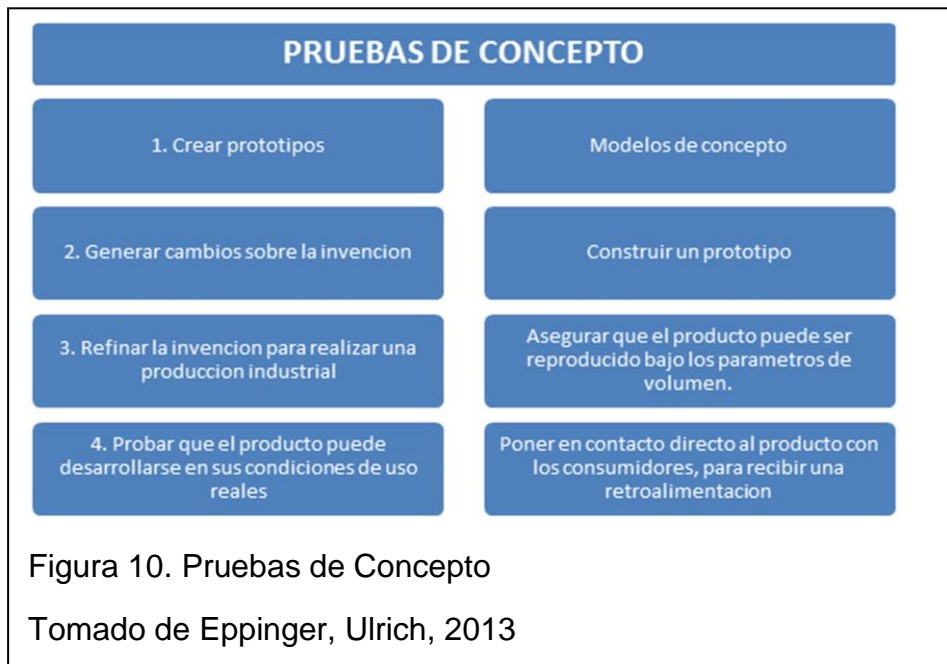 PRUEBAS DE CONCEPTO
1. Crear prototipos
Modelos de concepto
2. Generar cambios sobre la invencion
Construir un prototipo
3. Refinar la invencion para realizar una
produccion industrial
Asegurar que el producto puede ser
reproducido bajo los parametros de
volumen.
4. Probar que el producto puede
desarrollarse en sus condiciones de uso
reales
Poner en contacto directo al producto con
los consumidores, para recibir una
retroalimentacion
Figura 10. Pruebas de Concepto
Tomado de Eppinger, Ulrich, 2013